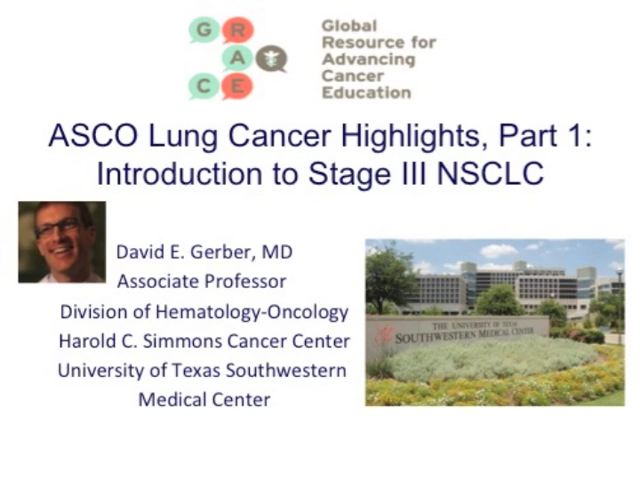 GRACE
Global
Resource for
Advancing
Cancer
Education
ASCO Lung Cancer Highlights, Part 1:
Introduction to Stage III NSCLC
David E. Gerber, MD
Associate Professor
Division of Hematology-Oncology
Harold C. Simmons Cancer Center
University of Texas Southwestern
Medical Center
THE UNIVERSITY OF TEXAS
SOUTHWESTERN MEDICAL CENTER